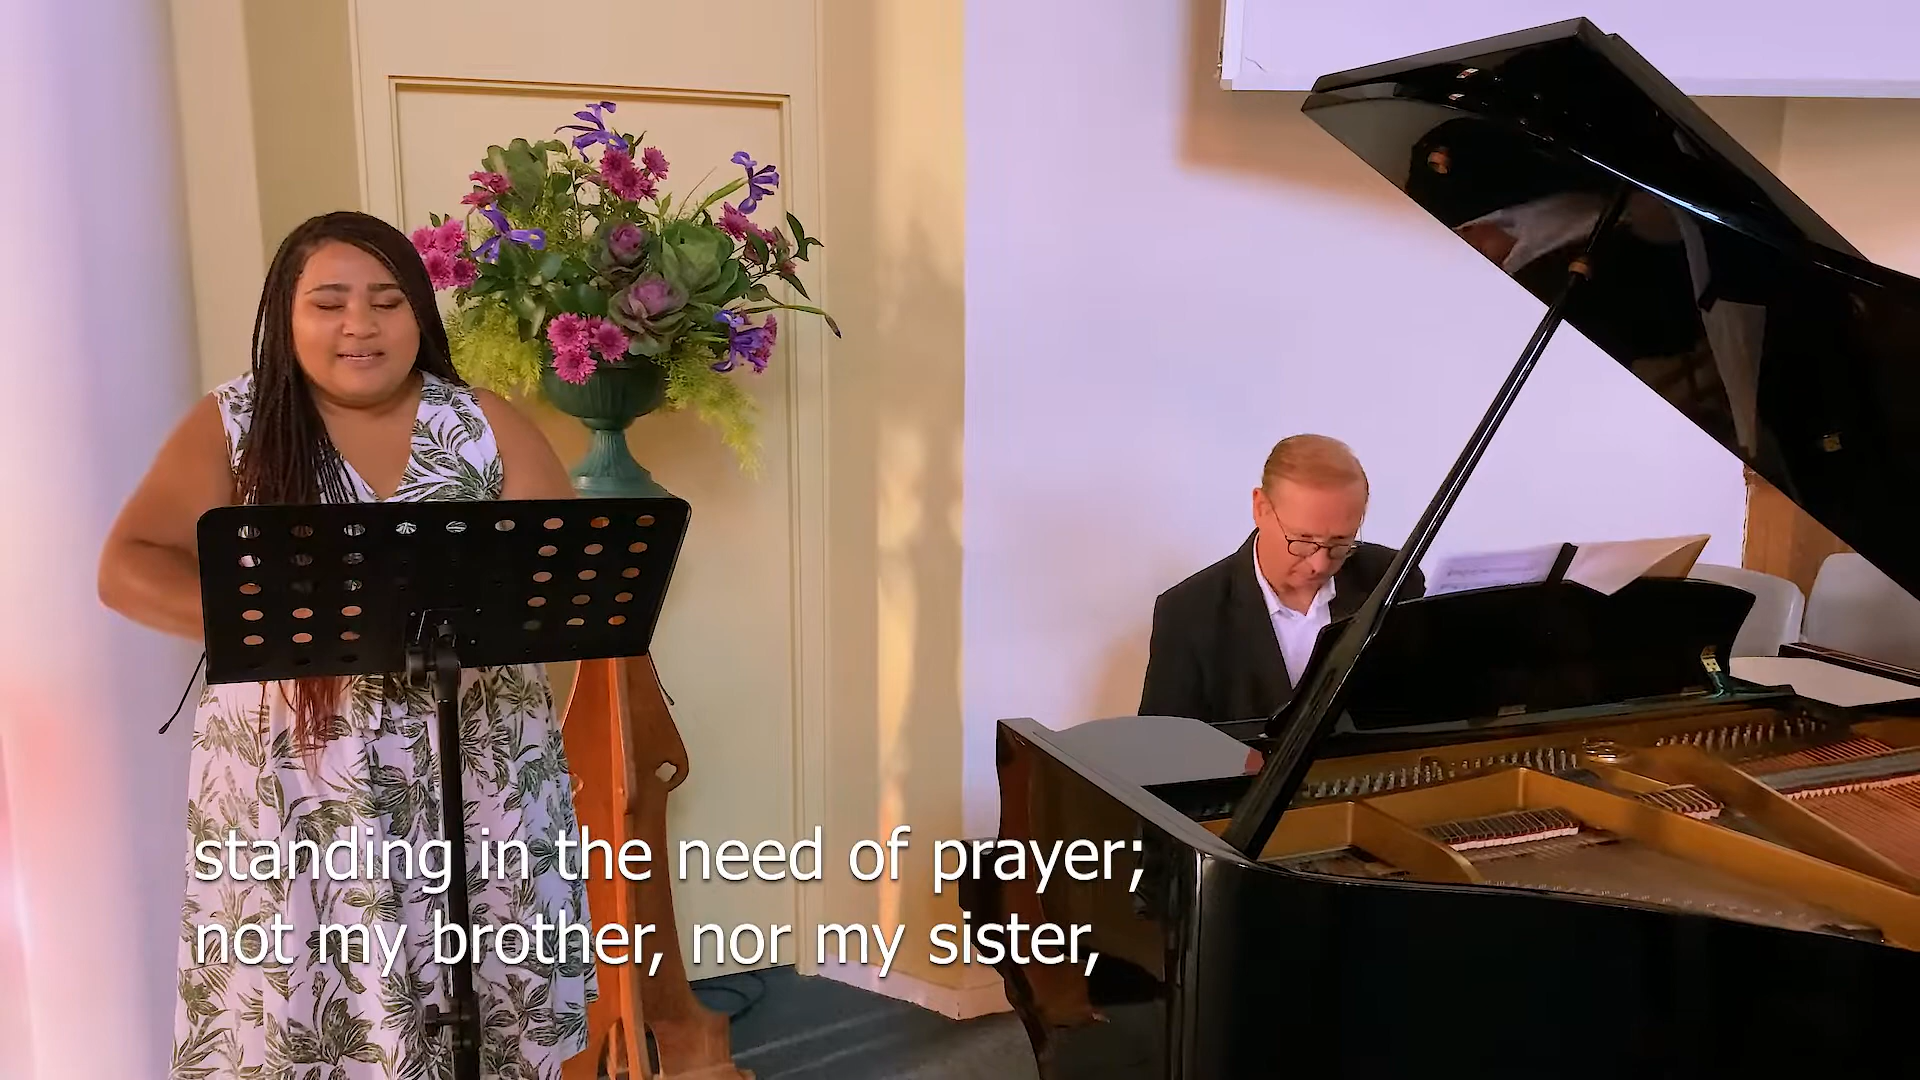 standing in the need of prayer;
not my brother, nor my sister,